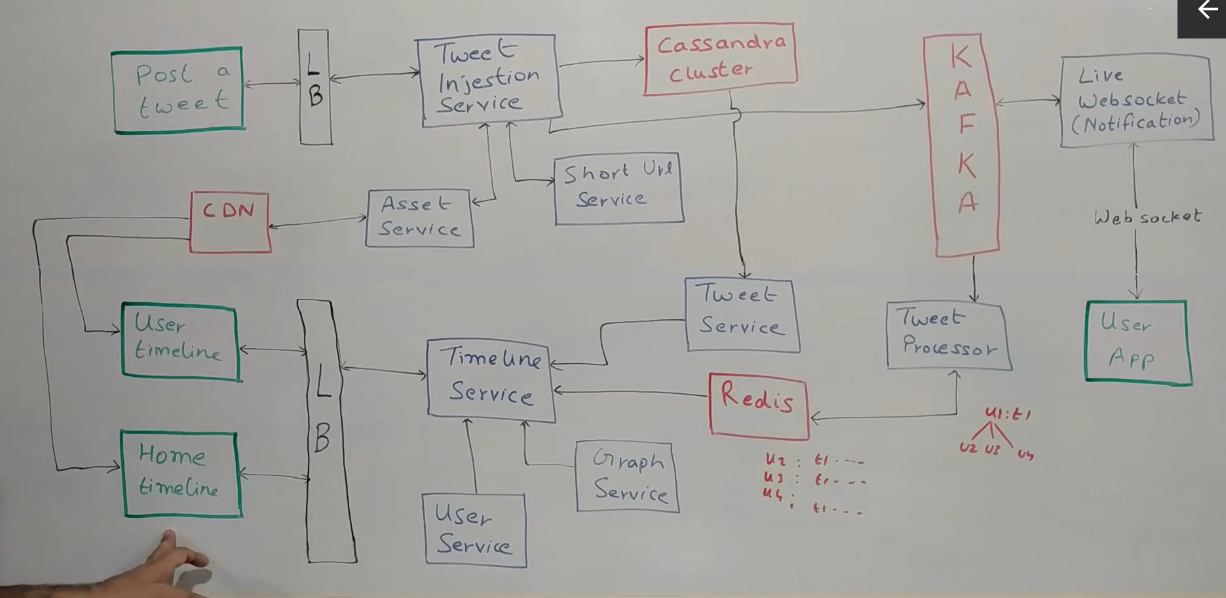 Post a
tweet
L
B
Tweet
Injestion
Service
Cassandra
Cluster
K
A
F
K
A
Live
Websocket
(Notification)
Short Url
Service
Asset
Service
CDN
Web socket
User
timeline
Tweet
Service
Tweet
Processor
User
App
L
B
Timeline
Service
Redis
u1:t1
u2 u3 u4
Home
timeline
Graph
Service
u2 : t1 ----
u3 : t1 ----
u4 :
: t1 ---
User
Service